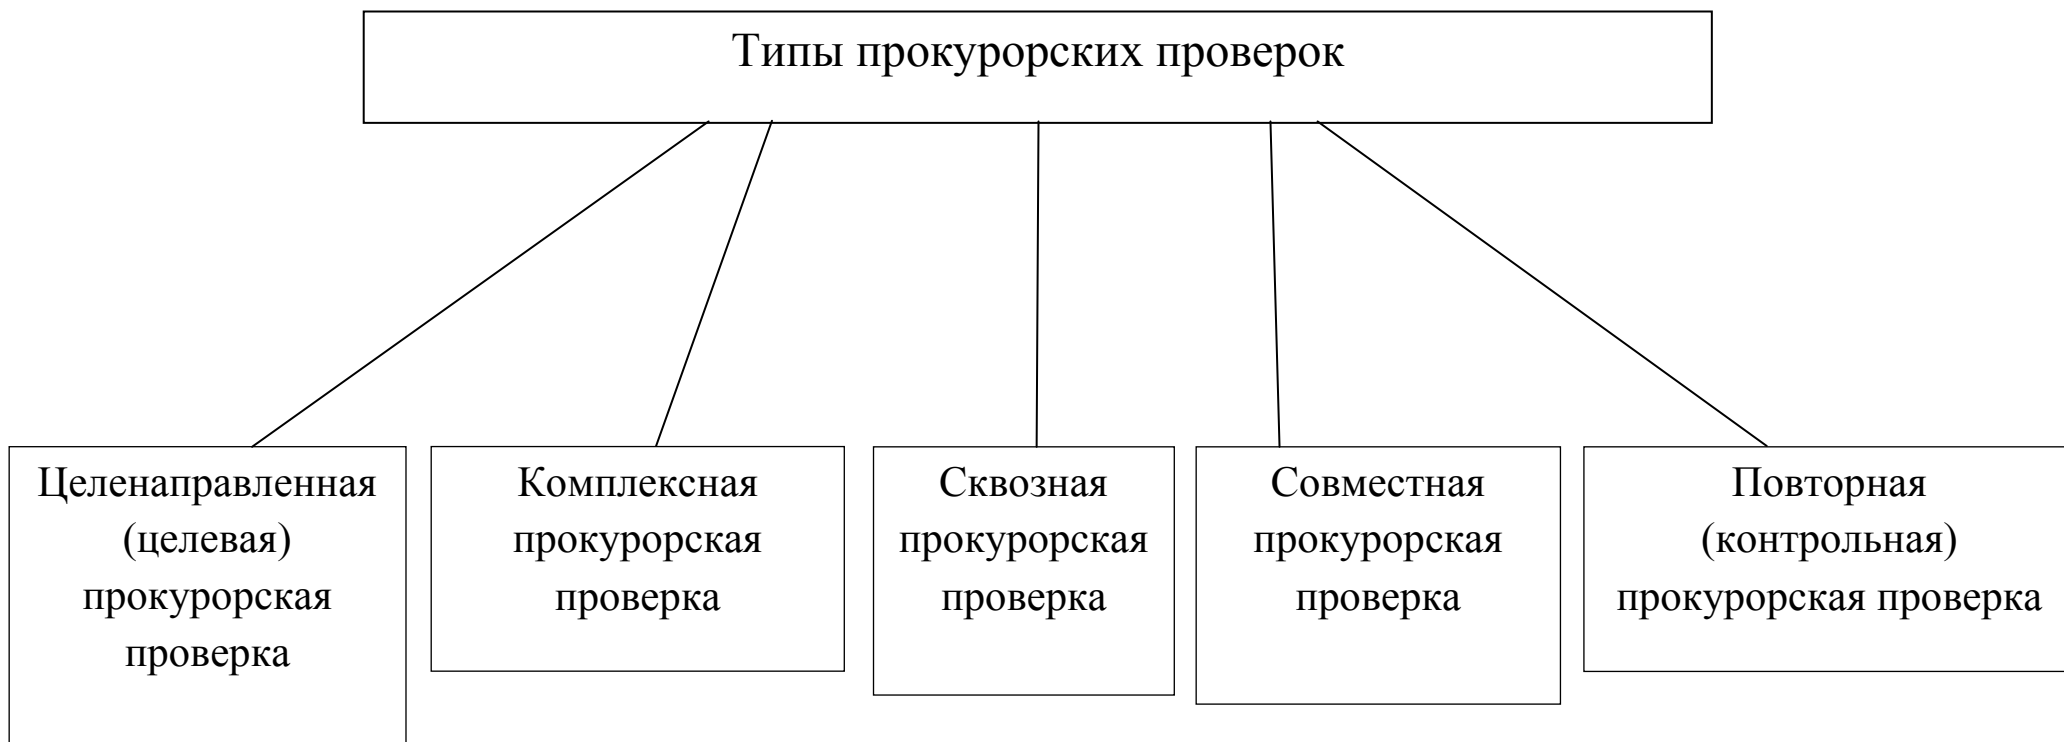 Типы прокурорских проверок
Целенаправленная
(целевая)
прокурорская
проверка
Комплексная
прокурорская
проверка
Сквозная
прокурорская
проверка
Совместная
прокурорская
проверка
Повторная
(контрольная)
прокурорская проверка